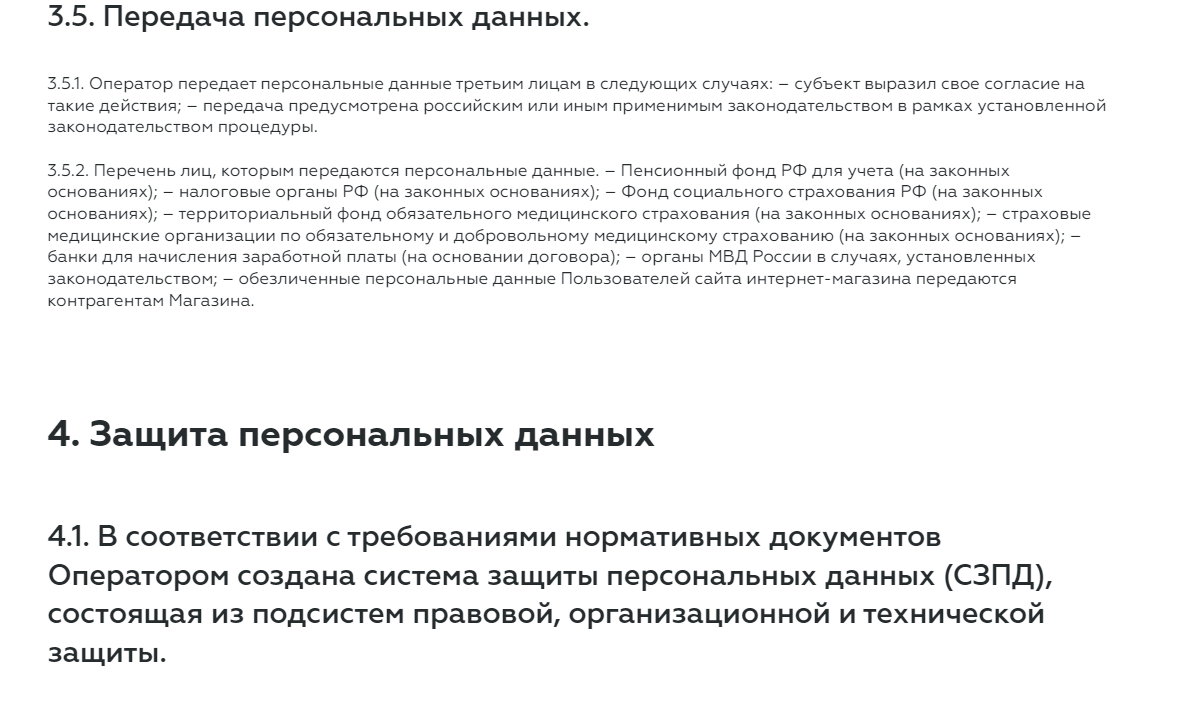 3.5. Передача персональных данных.
3.5.1. Оператор передает персональные данные третьим лицам в следующих случаях: – субъект выразил свое согласие на
такие действия; – передача предусмотрена российским или иным применимым законодательством в рамках установленной
законодательством процедуры.
3.5.2. Перечень лиц, которым передаются персональные данные. – Пенсионный фонд РФ для учета (на законных
основаниях); – налоговые органы РФ (на законных основаниях); – Фонд социального страхования РФ (на законных
основаниях); – территориальный фонд обязательного медицинского страхования (на законных основаниях); – страховые
медицинские организации по обязательному и добровольному медицинскому страхованию (на законных основаниях); –
банки для начисления заработной платы (на основании договора); – органы МВД России в случаях, установленных
законодательством; – обезличенные персональные данные Пользователей сайта интернет-магазина передаются
контрагентам Магазина.
4. Защита персональных данных
4.1. В соответствии с требованиями нормативных документов
Оператором создана система защиты персональных данных (СЗПД),
состоящая из подсистем правовой, организационной и технической
защиты.